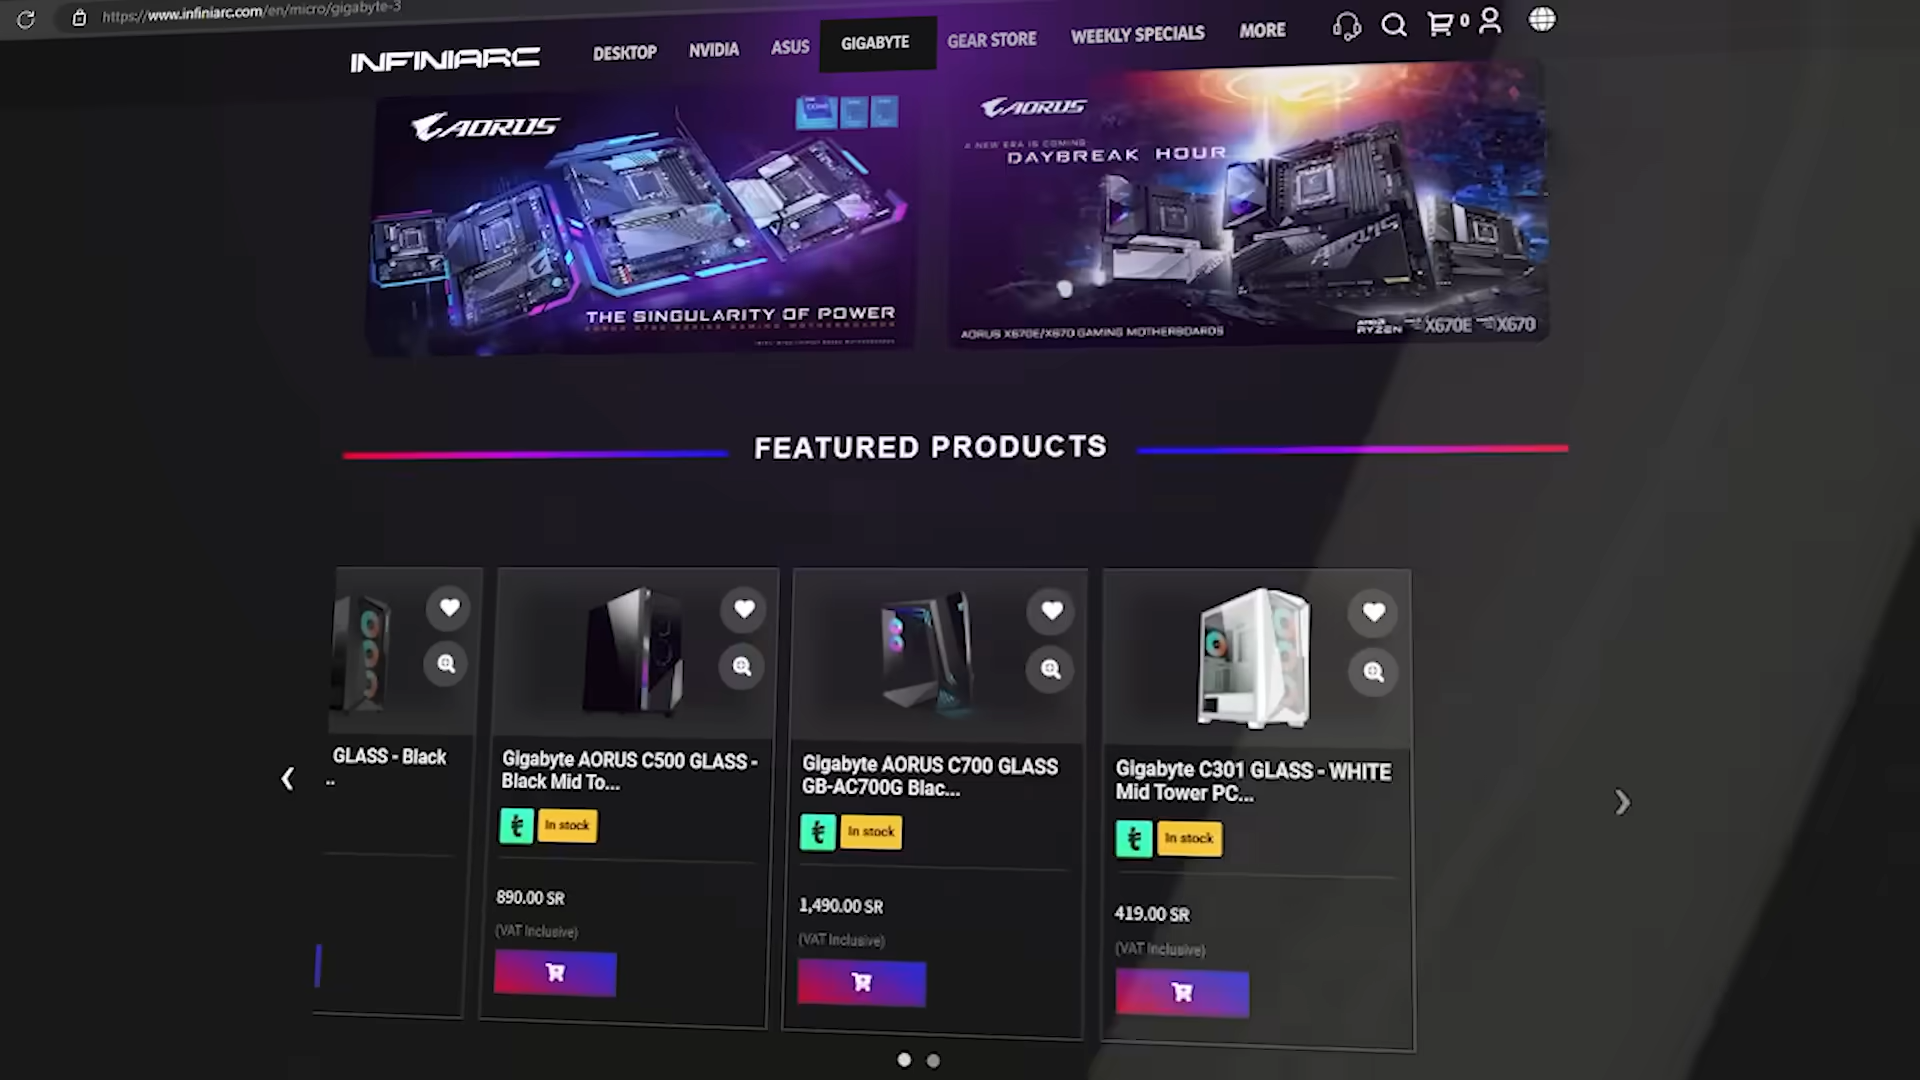 https://www.infiniarc.com/en/micro/gigabyte-3
INFINIARC
DESKTOP
NVIDIA
ASUS
GIGABYTE
GEAR STORE
WEEKLY SPECIALS
MORE
0
AORUS
THE SINGULARITY OF POWER
AORUS
A NEW ERA IS COMING
DAYBREAK HOUR
AORUS X670E/X670 GAMING MOTHERBOARDS
RYZEN
X670E
X670
FEATURED PRODUCTS
GLASS - Black
..
Gigabyte AORUS C500 GLASS -
Black Mid To...
In stock
890.00 SR
(VAT Inclusive)
Gigabyte AORUS C700 GLASS
GB-AC700G Blac...
In stock
1,490.00 SR
(VAT Inclusive)
Gigabyte C301 GLASS - WHITE
Mid Tower PC...
In stock
419.00 SR
(VAT Inclusive)